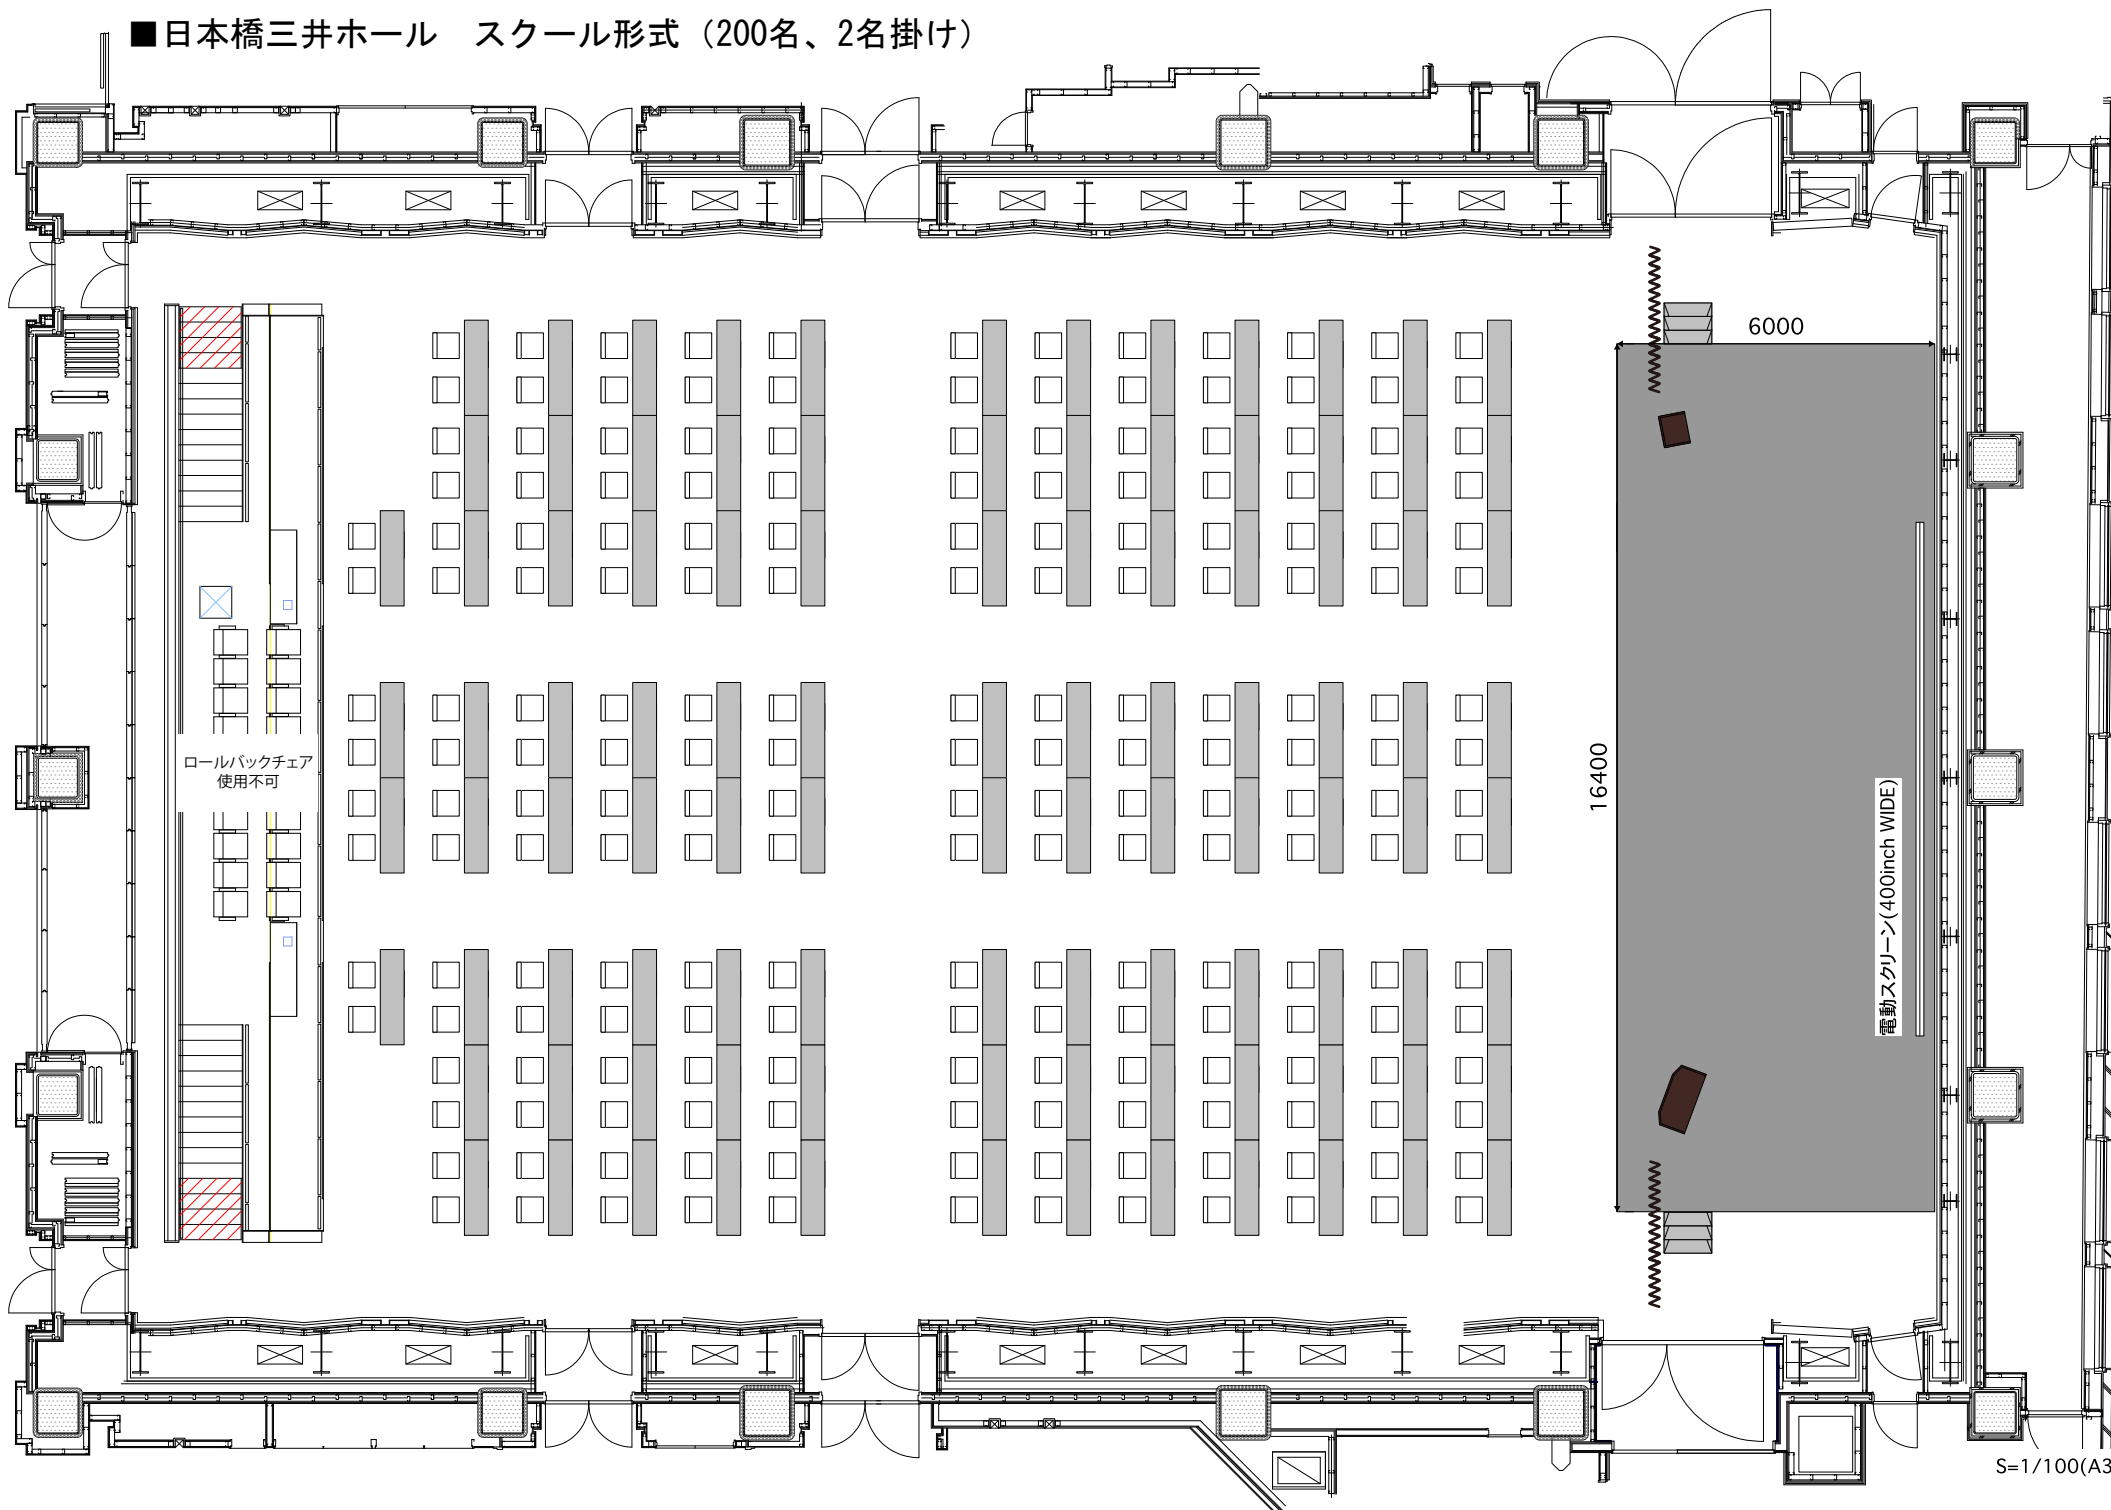 ■日本橋三井ホール　スクール形式（200名、2名掛け）
6000
16400
ロールバックチェア
使用不可
電動スクリーン(400inch WIDE)
S=1/100(A3